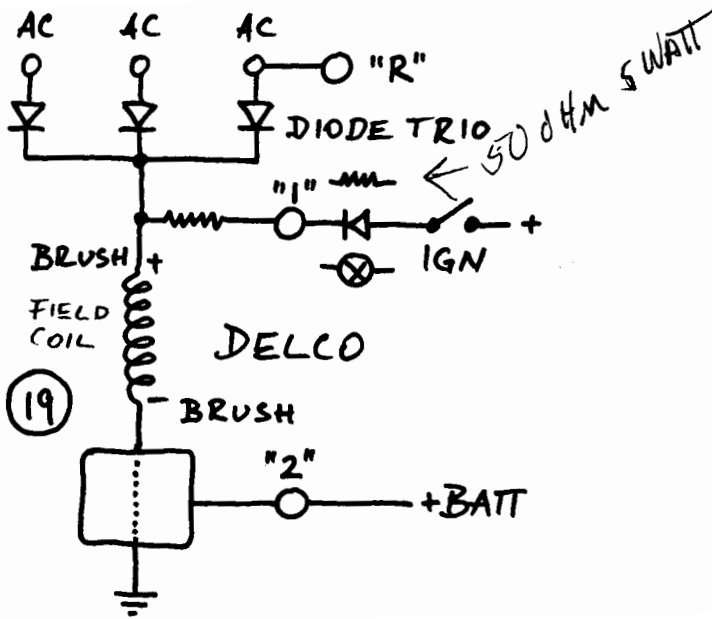 AC AC AC
"R"
DIODE TRIO
50 OHM 5 WATT
"1"
+
IGN
BRUSH +
FIELD
COIL
DELCO
19
- BRUSH
"2"
+BATT